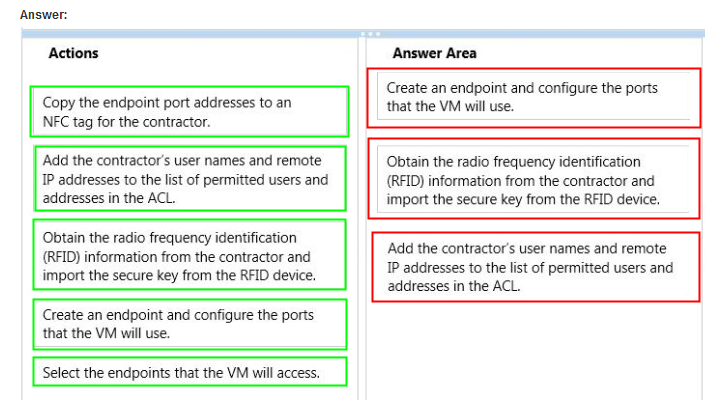 Answer:
Actions
Copy the endpoint port addresses to an
NFC tag for the contractor.
Add the contractor's user names and remote
IP addresses to the list of permitted users and
addresses in the ACL.
Obtain the radio frequency identification
(RFID) information from the contractor and
import the secure key from the RFID device.
Create an endpoint and configure the ports
that the VM will use.
Select the endpoints that the VM will access.
Answer Area
Create an endpoint and configure the ports
that the VM will use.
Obtain the radio frequency identification
(RFID) information from the contractor and
import the secure key from the RFID device.
Add the contractor's user names and remote
IP addresses to the list of permitted users and
addresses in the ACL.